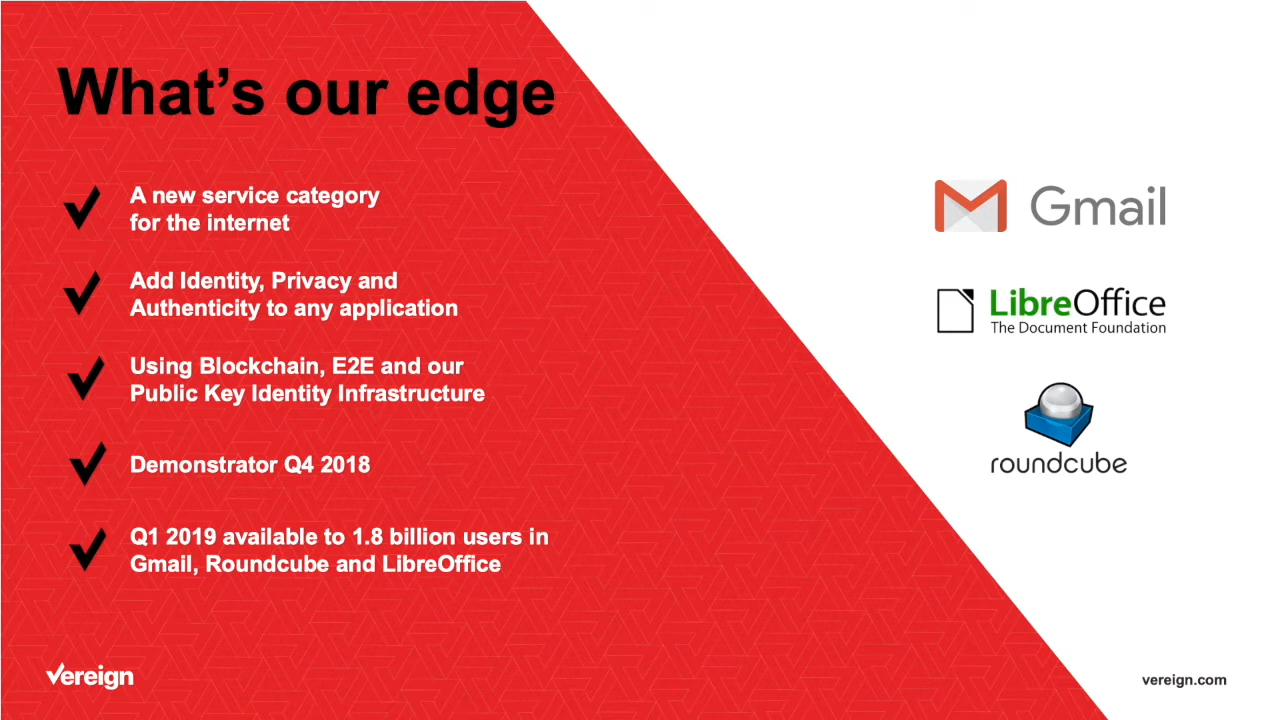 What’s our edge
A new service category
for the internet
Add Identity, Privacy and
Authenticity to any application
Using Blockchain, E2E and our
Public Key Identity Infrastructure
Demonstrator Q4 2018
Q1 2019 available to 1.8 billion users in
Gmail, Roundcube and LibreOffice
Gmail
LibreOffice
The Document Foundation
roundcube
vereign
vereign.com